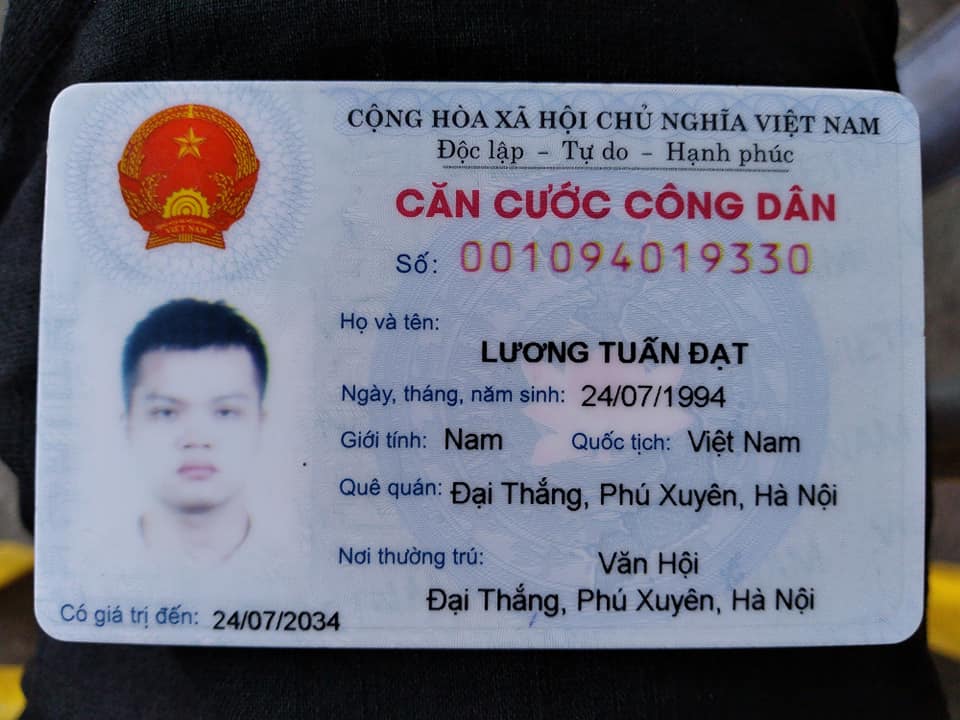 CỘNG HÒA XÃ HỘI CHỦ NGHĨA VIỆT NAM
Độc lập - Tự do - Hạnh phúc
CĂN CƯỚC CÔNG DÂN
Số: 001094019330
Họ và tên:
LƯƠNG TUẤN ĐẠT
Ngày, tháng, năm sinh: 24/07/1994
Giới tính: Nam Quốc tịch: Việt Nam
Quê quán: Đại Thắng, Phú Xuyên, Hà Nội
Nơi thường trú: Văn Hội
Đại Thắng, Phú Xuyên, Hà Nội
Có giá trị đến: 24/07/2034
VIỆT NAM